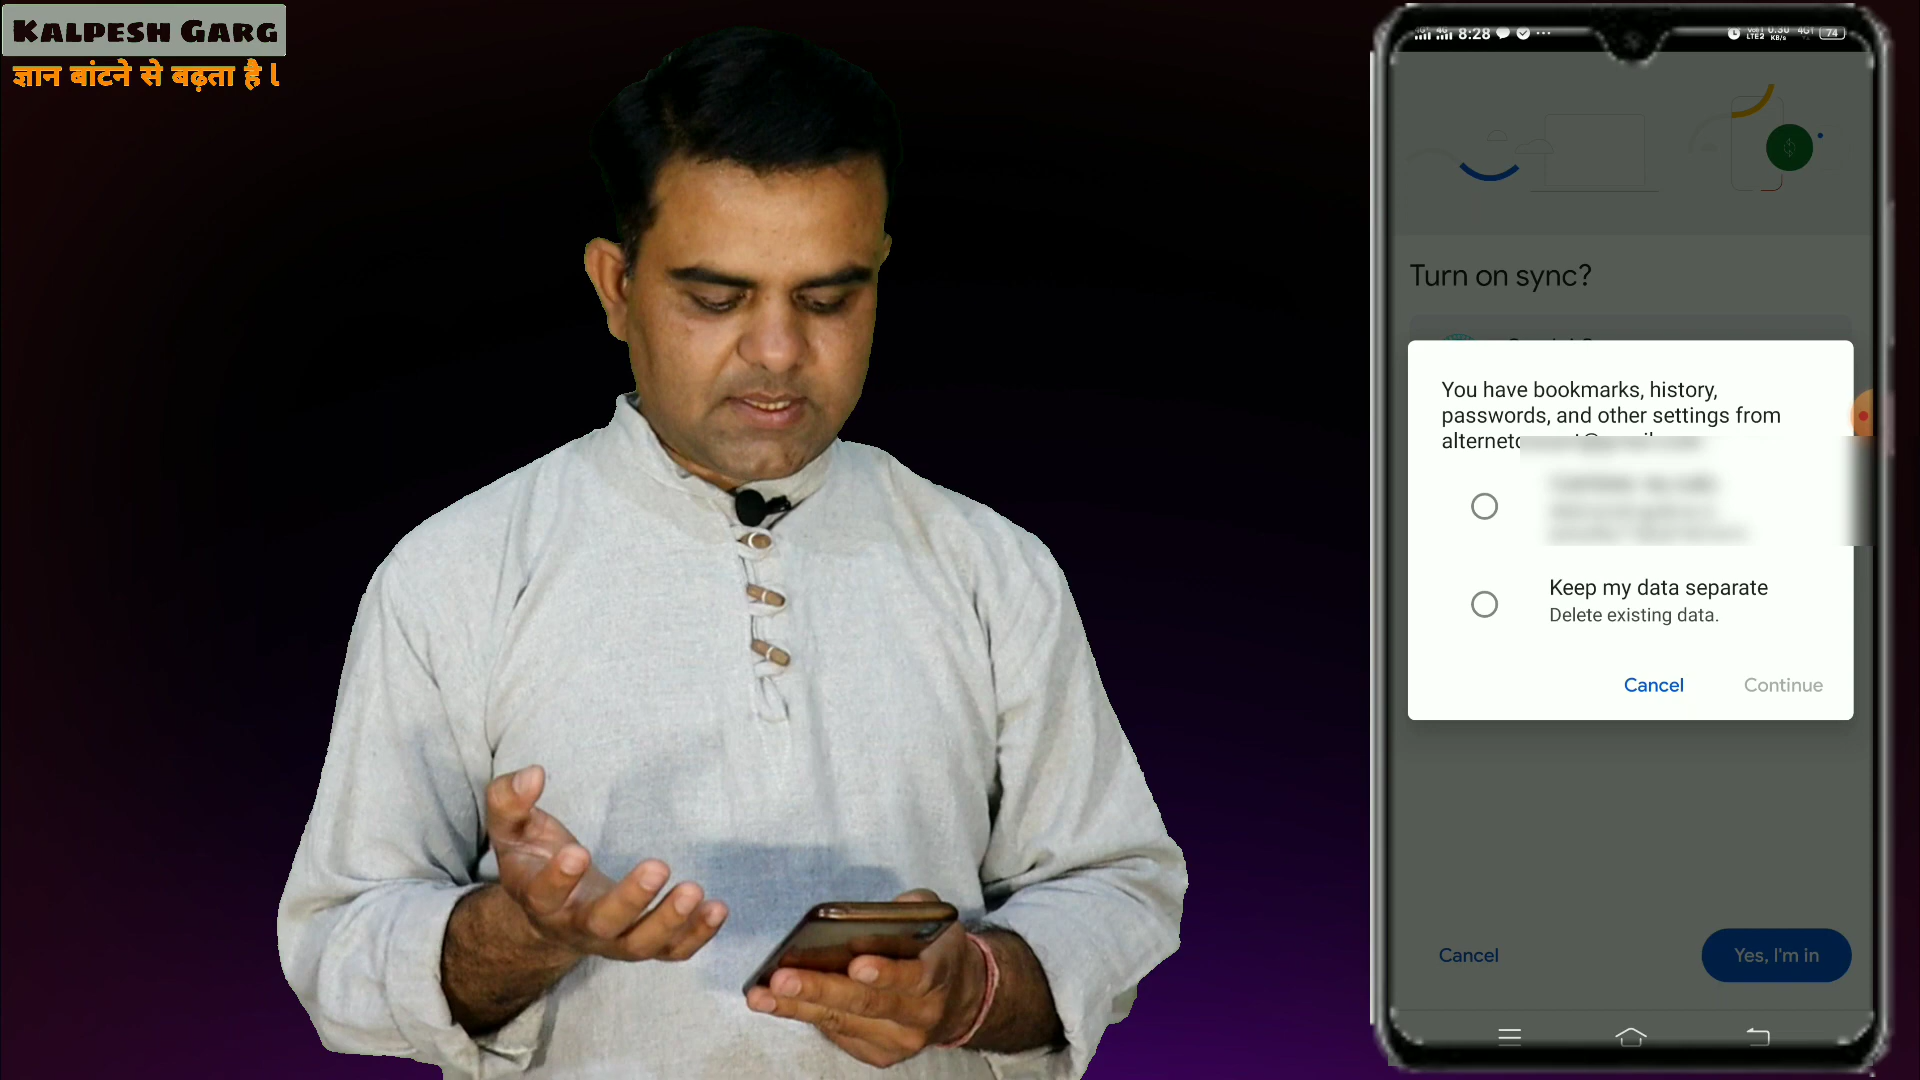 KALPESH GARG
ज्ञान बांटने से बढ़ता है l
8:28
74
Turn on sync?
You have bookmarks, history,
passwords, and other settings from
Keep my data separate
Delete existing data.
Cancel
Continue
Cancel
Yes, I'm in